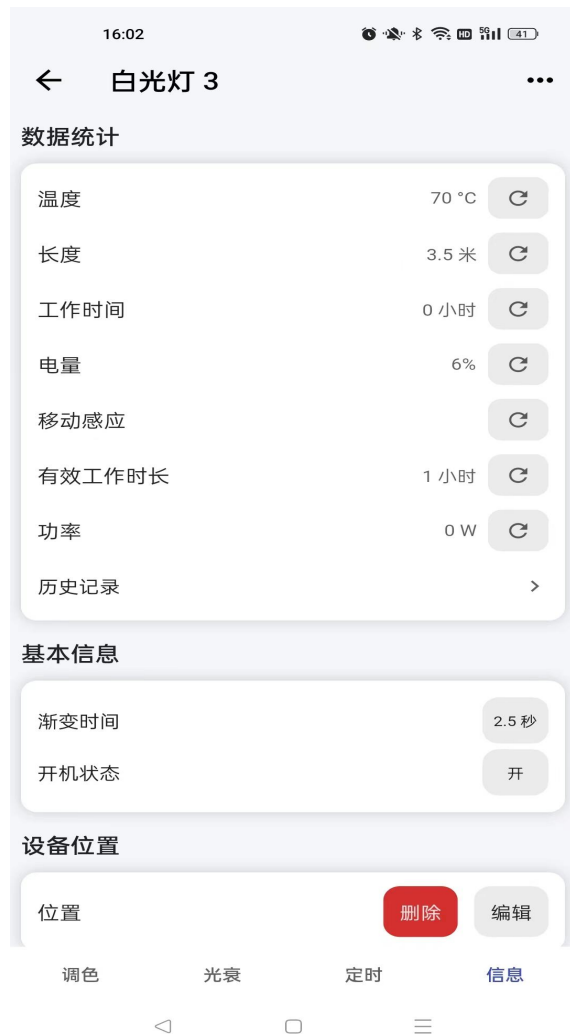 16:02 HD 5G 41
白光灯 3
数据统计
温度 70 °C
长度 3.5 米
工作时间 0 小时
电量 6%
移动感应
有效工作时长 1 小时
功率 0 W
历史记录
基本信息
渐变时间 2.5 秒
开机状态 开
设备位置
位置 删除 编辑
调色 光衰 定时 信息